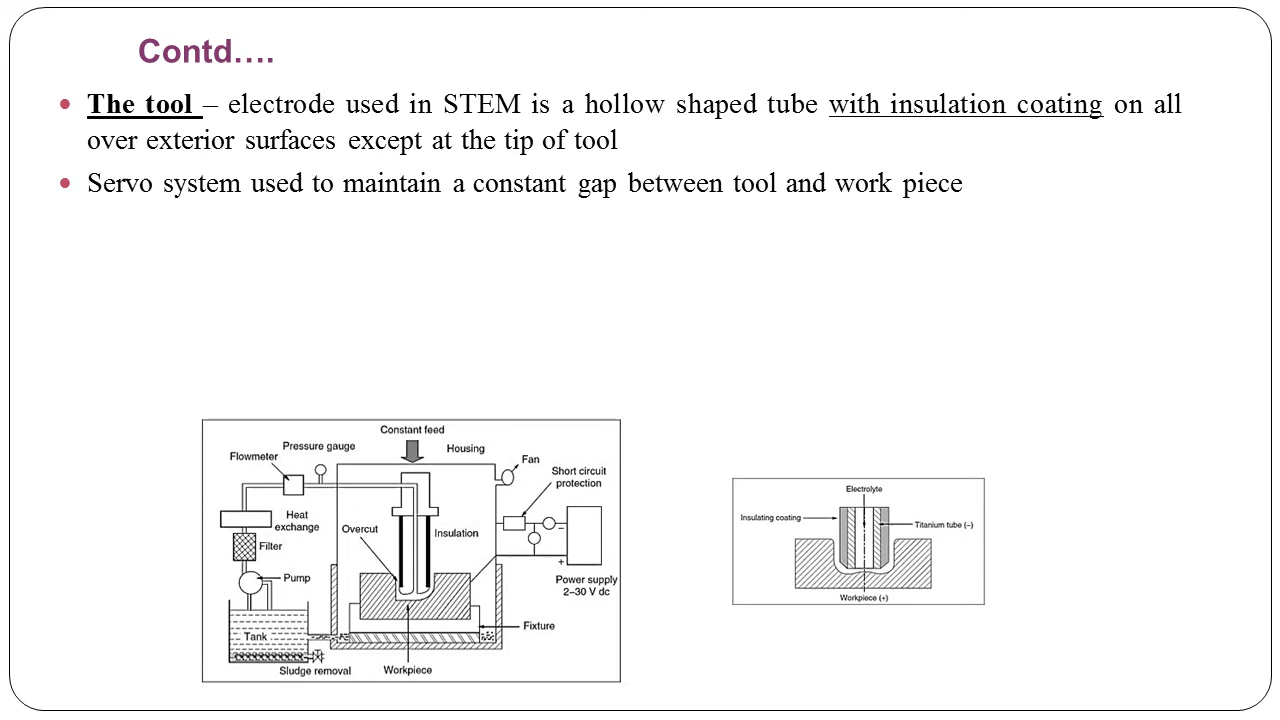 Contd….
• The tool – electrode used in STEM is a hollow shaped tube with insulation coating on all
over exterior surfaces except at the tip of tool
• Servo system used to maintain a constant gap between tool and work piece
Constant feed
Pressure gauge
Housing
Flowmeter
Fan
Short circuit
protection
Heat
exchange
Overcut
Insulation
–
Filter
+
Pump
Power supply
2–30 V dc
Fixture
Tank
Sludge removal
Workpiece
Electrolyte
Insulating coating
Titanium tube (–)
Workpiece (+)